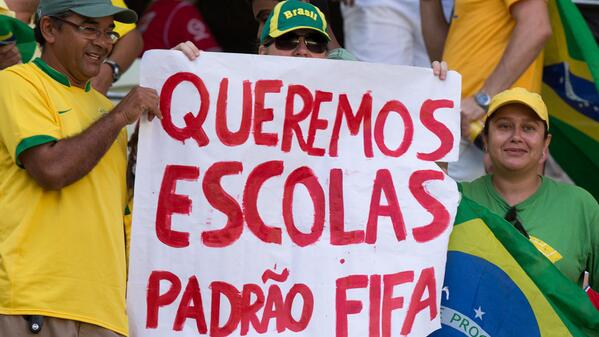 Brasil
QUEREMOS
ESCOLAS
PADRÃO FIFA